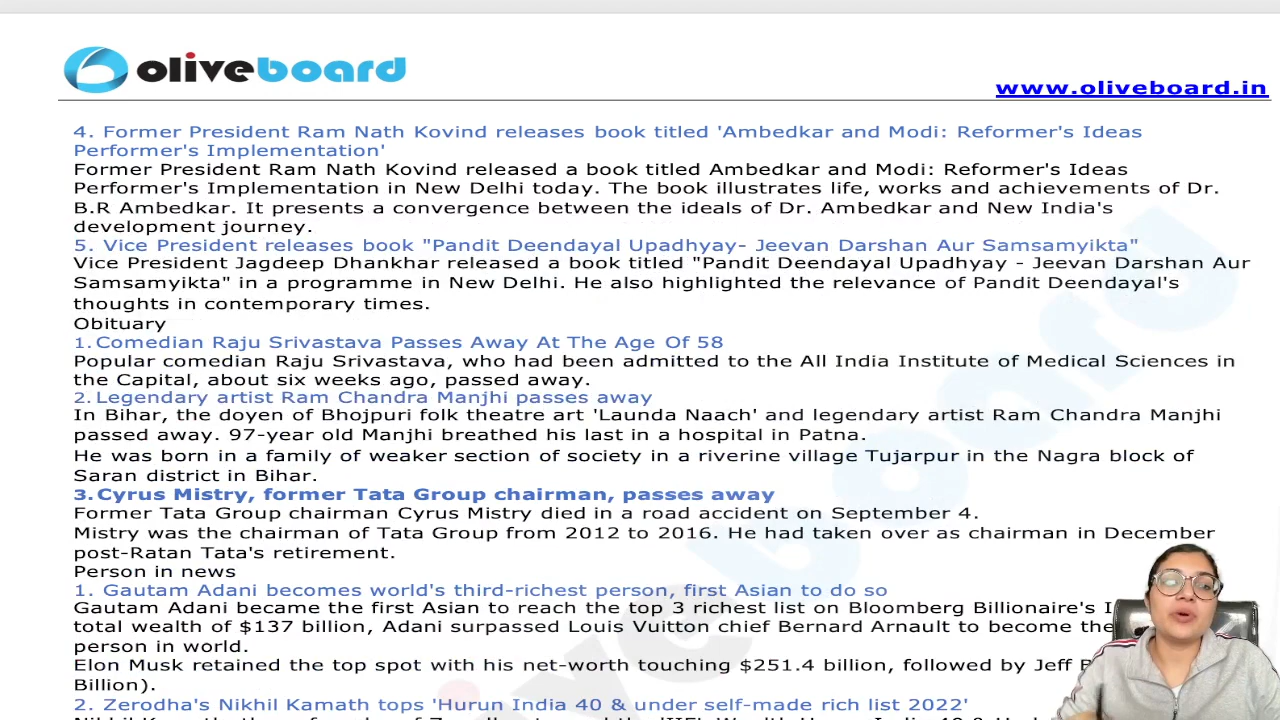 oliveboard
www.oliveboard.in
4. Former President Ram Nath Kovind releases book titled 'Ambedkar and Modi: Reformer's Ideas
Performer's Implementation'
Former President Ram Nath Kovind released a book titled Ambedkar and Modi: Reformer's Ideas
Performer's Implementation in New Delhi today. The book illustrates life, works and achievements of Dr.
B.R Ambedkar. It presents a convergence between the ideals of Dr. Ambedkar and New India's
development journey.
5. Vice President releases book "Pandit Deendayal Upadhyay- Jeevan Darshan Aur Samsamyikta"
Vice President Jagdeep Dhankhar released a book titled "Pandit Deendayal Upadhyay - Jeevan Darshan Aur
Samsamyikta" in a programme in New Delhi. He also highlighted the relevance of Pandit Deendayal's
thoughts in contemporary times.
Obituary
1. Comedian Raju Srivastava Passes Away At The Age Of 58
Popular comedian Raju Srivastava, who had been admitted to the All India Institute of Medical Sciences in
the Capital, about six weeks ago, passed away.
2. Legendary artist Ram Chandra Manjhi passes away
In Bihar, the doyen of Bhojpuri folk theatre art 'Launda Naach' and legendary artist Ram Chandra Manjhi
passed away. 97-year old Manjhi breathed his last in a hospital in Patna.
He was born in a family of weaker section of society in a riverine village Tujarpur in the Nagra block of
Saran district in Bihar.
3. Cyrus Mistry, former Tata Group chairman, passes away
Former Tata Group chairman Cyrus Mistry died in a road accident on September 4.
Mistry was the chairman of Tata Group from 2012 to 2016. He had taken over as chairman in December
post-Ratan Tata's retirement.
Person in news
1. Gautam Adani becomes world's third-richest person, first Asian to do so
Gautam Adani became the first Asian to reach the top 3 richest list on Bloomberg Billionaire's
total wealth of $137 billion, Adani surpassed Louis Vuitton chief Bernard Arnault to become the
person in world.
Elon Musk retained the top spot with his net-worth touching $251.4 billion, followed by Jeff
Billion).
2. Zerodha's Nikhil Kamath tops 'Hurun India 40 & under self-made rich list 2022'